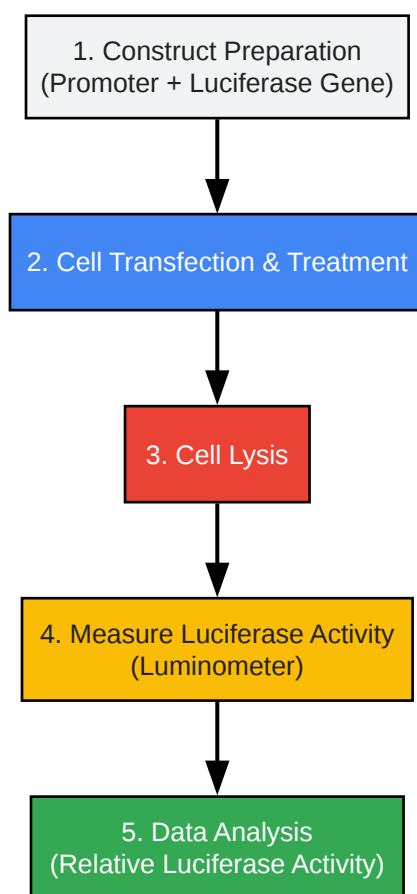 1. Construct Preparation
(Promoter + Luciferase Gene)
2. Cell Transfection & Treatment
3. Cell Lysis
4. Measure Luciferase Activity
(Luminometer)
5. Data Analysis
(Relative Luciferase Activity)